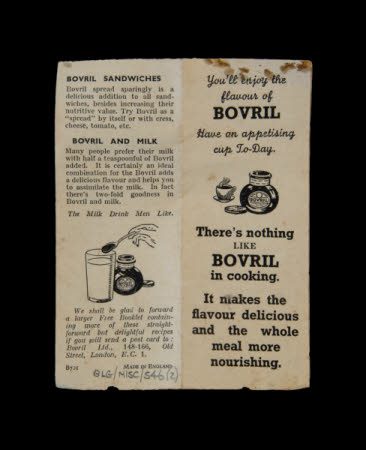 BOVRIL SANDWICHES
Bovril spread sparingly is a
delicious addition to all sand-
wiches, besides increasing their
nutritive value. Try Bovril as a
"spread" by itself or with cress,
cheese, tomato, etc.
BOVRIL AND MILK
Many people prefer their milk
with half a teaspoonful of Bovril
added. It is certainly an ideal
combination for the Bovril adds
a delicious flavour and helps you
to assimilate the milk. In fact
there's two-fold goodness in
Bovril and milk.
The Milk Drink Men Like.
We shall be glad to forward
a larger Free Booklet contain-
ing more of these straight-
forward but delightful recipes
if you will send a post card to:
Bovril Ltd., 148-166, Old
Street, London, E.C. 1.
MADE IN ENGLAND
GLG/MISC/546(2)
You'll enjoy the
flavour of
BOVRIL
Have an appetising
cup To-Day.
There's nothing
LIKE
BOVRIL
in cooking.
It makes the
flavour delicious
and the whole
meal more
nourishing.